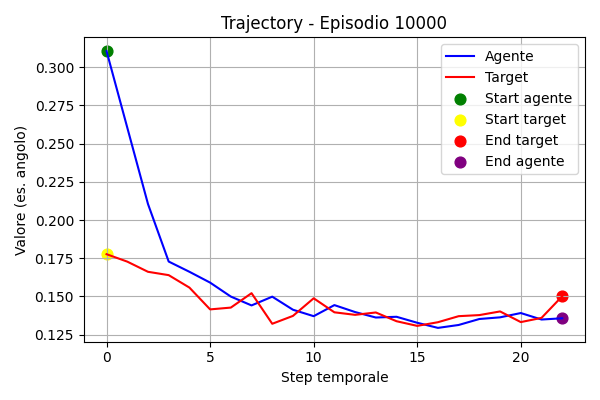 Trajectory - Episodio 10000
Agente
Target
Start agente
Start target
End target
End agente
Valore (es. angolo)
0.300
0.275
0.250
0.225
0.200
0.175
0.150
0.125
0 5 10 15 20
Step temporale